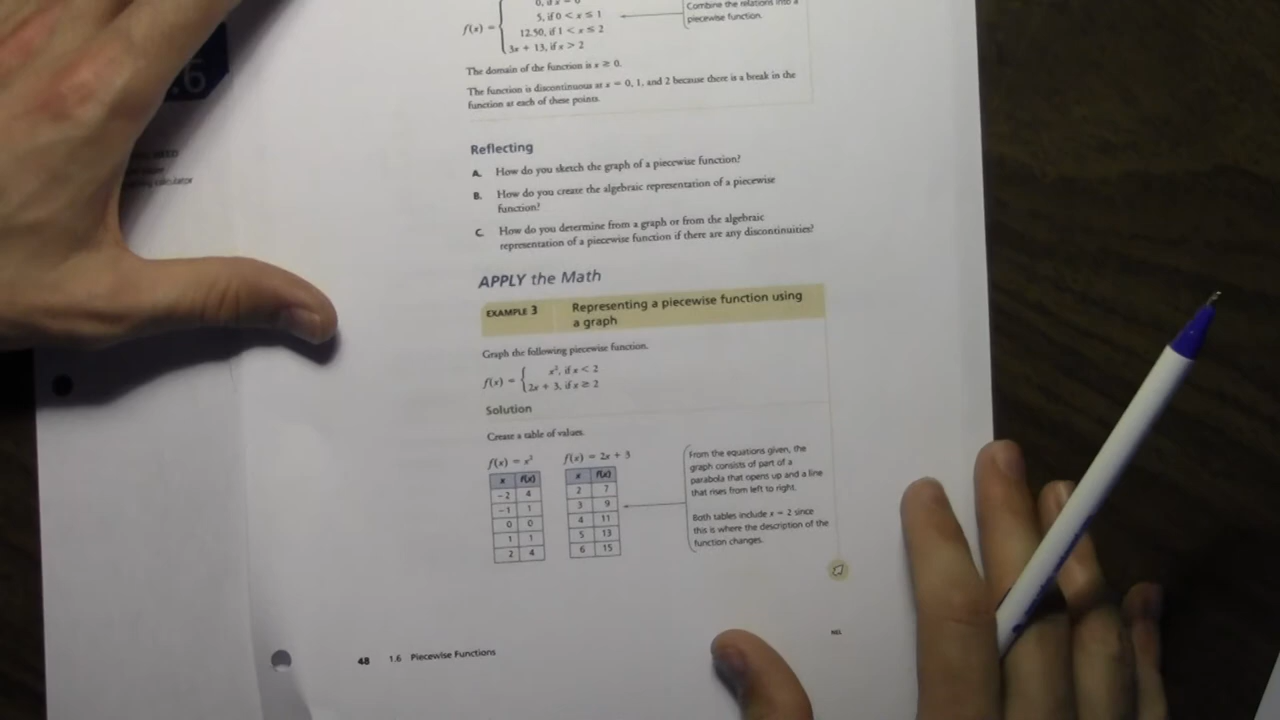 .6
0, if x = 0
5, if 0 < x ≤ 1
f(x) =
12.50, if 1 < x ≤ 2
3x + 13, if x > 2
Combine the relations into a
piecewise function.
The domain of the function is x ≥ 0.
The function is discontinuous at x = 0, 1, and 2 because there is a break in the
function at each of these points.
Reflecting
A. How do you sketch the graph of a piecewise function?
B. How do you create the algebraic representation of a piecewise
function?
C. How do you determine from a graph or from the algebraic
representation of a piecewise function if there are any discontinuities?
APPLY the Math
EXAMPLE 3 Representing a piecewise function using
a graph
Graph the following piecewise function.
f(x) = { x², if x < 2
2x + 3, if x ≥ 2
Solution
Create a table of values.
f(x) = x² f(x) = 2x + 3
x f(x) x f(x)
−2 4 2 7
−1 1 3 9
0 0 4 11
1 1 5 13
2 4 6 15
From the equations given, the
graph consists of part of a
parabola that opens up and a line
that rises from left to right.
Both tables include x = 2 since
this is where the description of the
function changes.
NEL
48 1.6 Piecewise Functions